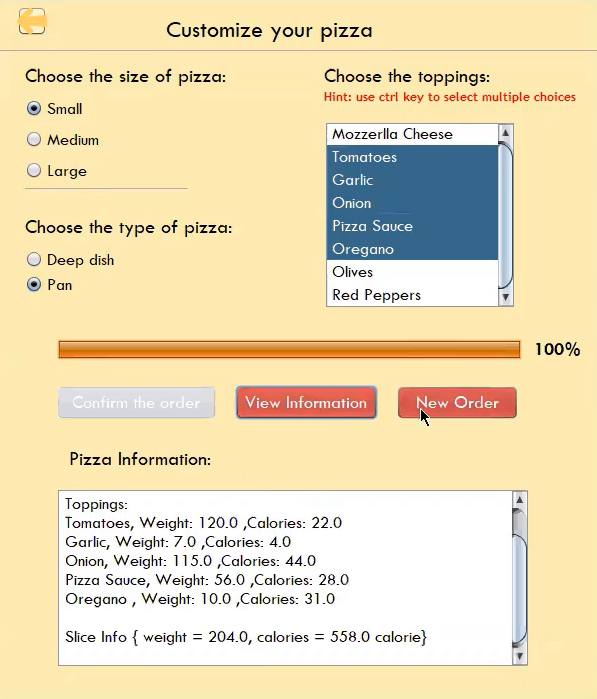 Customize your pizza
Choose the size of pizza:
Small
Medium
Large
Choose the type of pizza:
Deep dish
Pan
Choose the toppings:
Hint: use ctrl key to select multiple choices
Mozzerlla Cheese
Tomatoes
Garlic
Onion
Pizza Sauce
Oregano
Olives
Red Peppers
100%
Confirm the order
View Information
New Order
Pizza Information:
Toppings:
Tomatoes, Weight: 120.0 ,Calories: 22.0
Garlic, Weight: 7.0 ,Calories: 4.0
Onion, Weight: 115.0 ,Calories: 44.0
Pizza Sauce, Weight: 56.0 ,Calories: 28.0
Oregano , Weight: 10.0 ,Calories: 31.0
Slice Info { weight = 204.0, calories = 558.0 calorie}